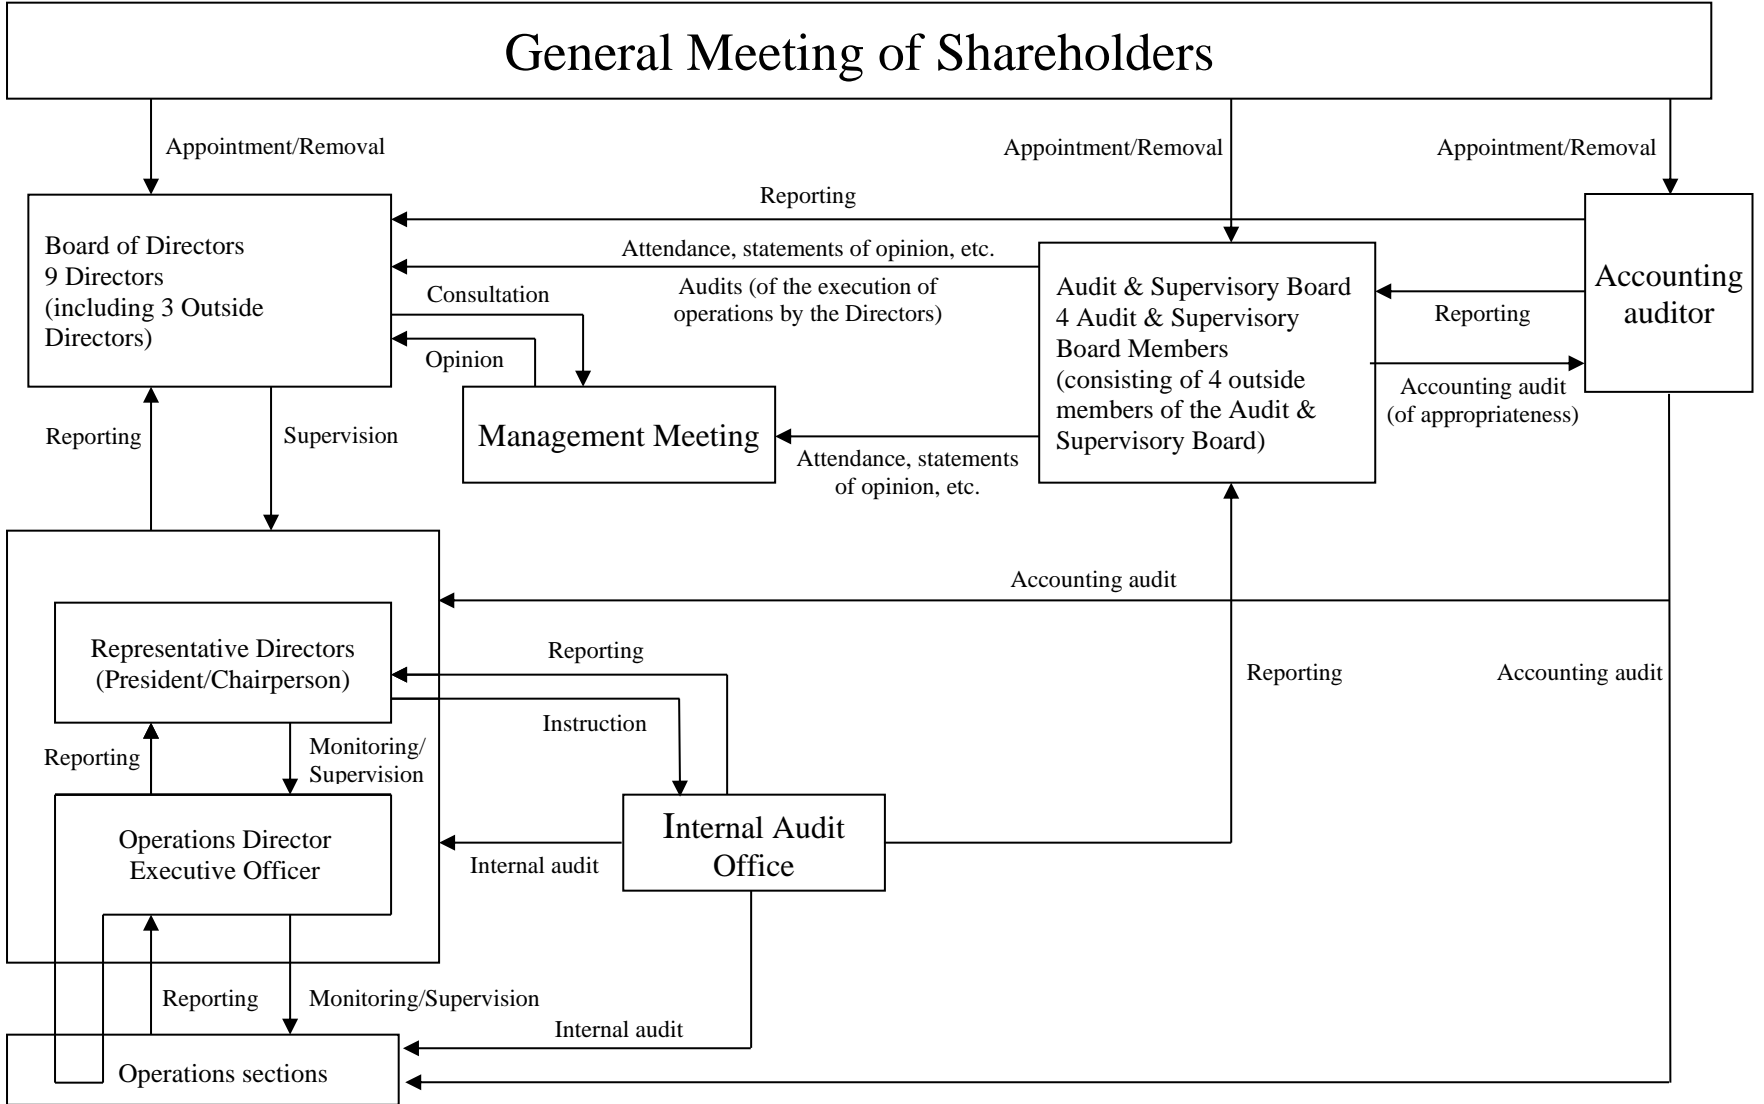 General Meeting of Shareholders
Appointment/Removal
Appointment/Removal
Appointment/Removal
Reporting
Board of Directors
9 Directors
(including 3 Outside
Directors)
Attendance, statements of opinion, etc.
Audits (of the execution of
operations by the Directors)
Consultation
Opinion
Audit & Supervisory Board
4 Audit & Supervisory
Board Members
(consisting of 4 outside
members of the Audit &
Supervisory Board)
Accounting
auditor
Reporting
Accounting audit
(of appropriateness)
Reporting
Supervision
Management Meeting
Attendance, statements
of opinion, etc.
Accounting audit
Representative Directors
(President/Chairperson)
Reporting
Instruction
Reporting
Accounting audit
Reporting
Monitoring/
Supervision
Operations Director
Executive Officer
Internal audit
Internal Audit
Office
Reporting
Monitoring/Supervision
Internal audit
Operations sections